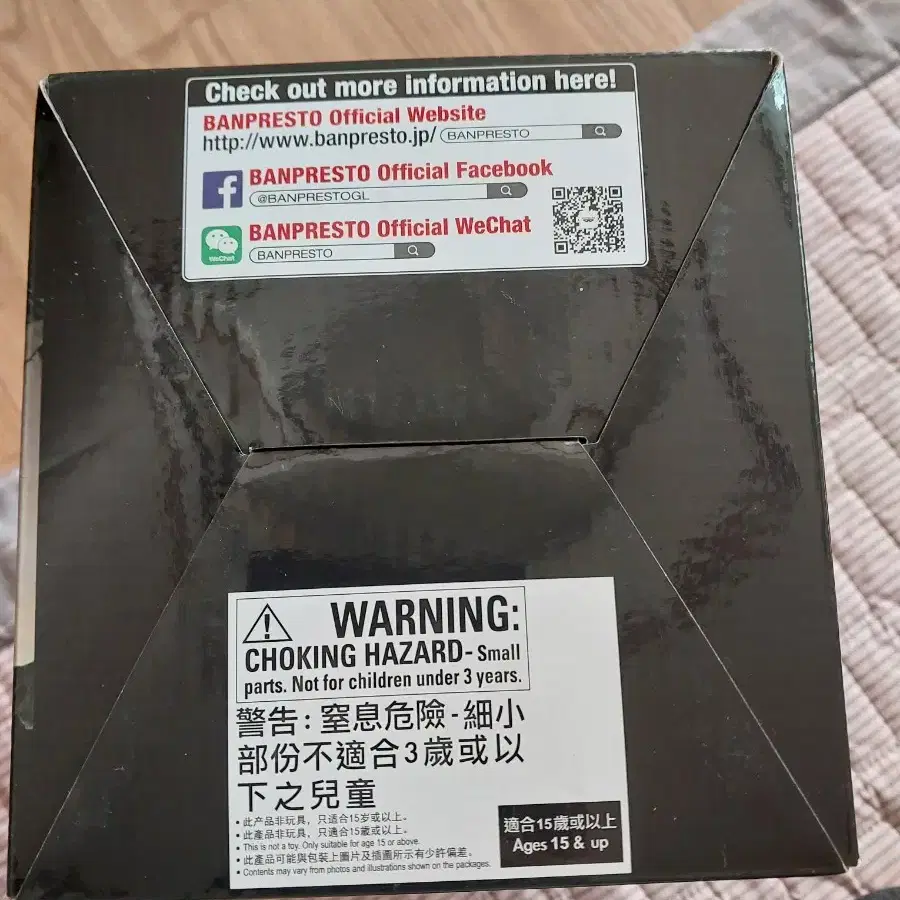 Check out more information here!
BANPRESTO Official Website
http://www.banpresto.jp/ BANPRESTO
BANPRESTO Official Facebook
@BANPRESTOGL
BANPRESTO Official WeChat
WeChat
BANPRESTO
WARNING:
CHOKING HAZARD- Small
parts. Not for children under 3 years.
警告: 窒息危險-細小
部份不適合3歲或以
下之兒童
• 此产品非玩具，只适合15岁或以上。
• 此產品非玩具，只適合15歲或以上。
• This is not a toy. Only suitable for age 15 or above.
• 此產品可能與包裝上圖片及插圖所示有少許偏差。
• Contents may vary from photos and illustrations shown on the packages.
適合15歲或以上
Ages 15 & up